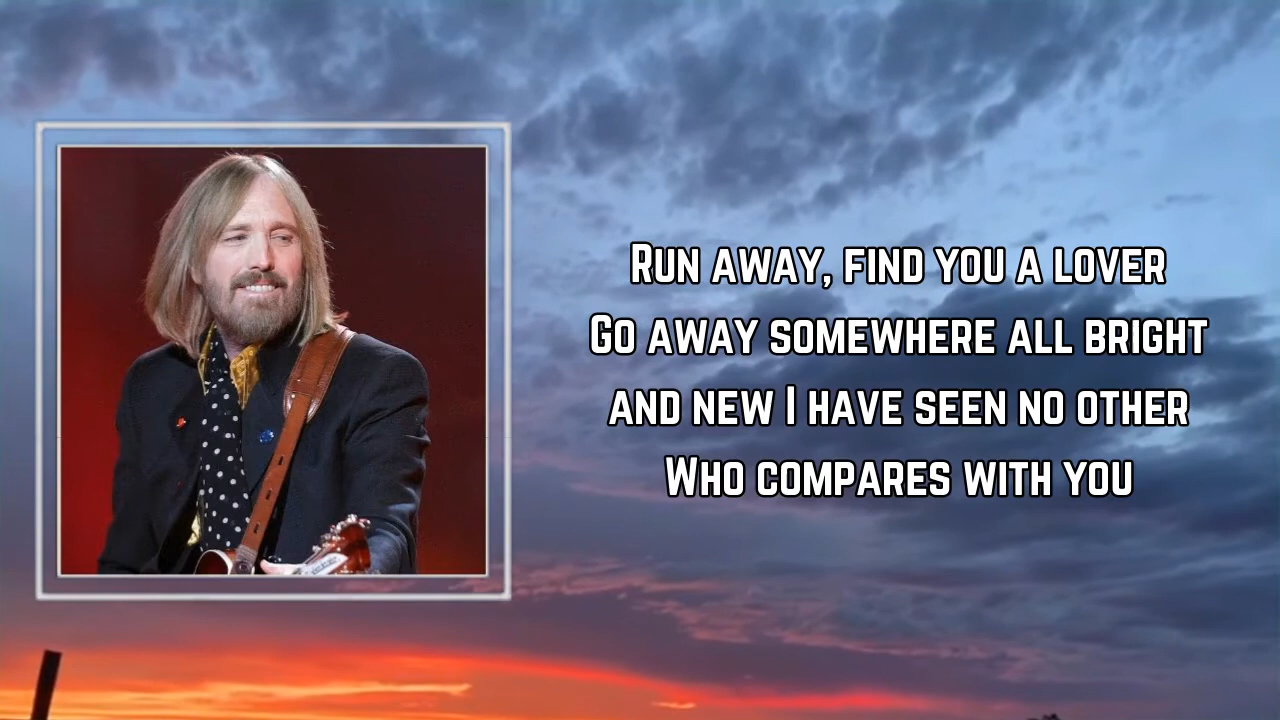 Run away, find you a lover
Go away somewhere all bright
and new I have seen no other
Who compares with you